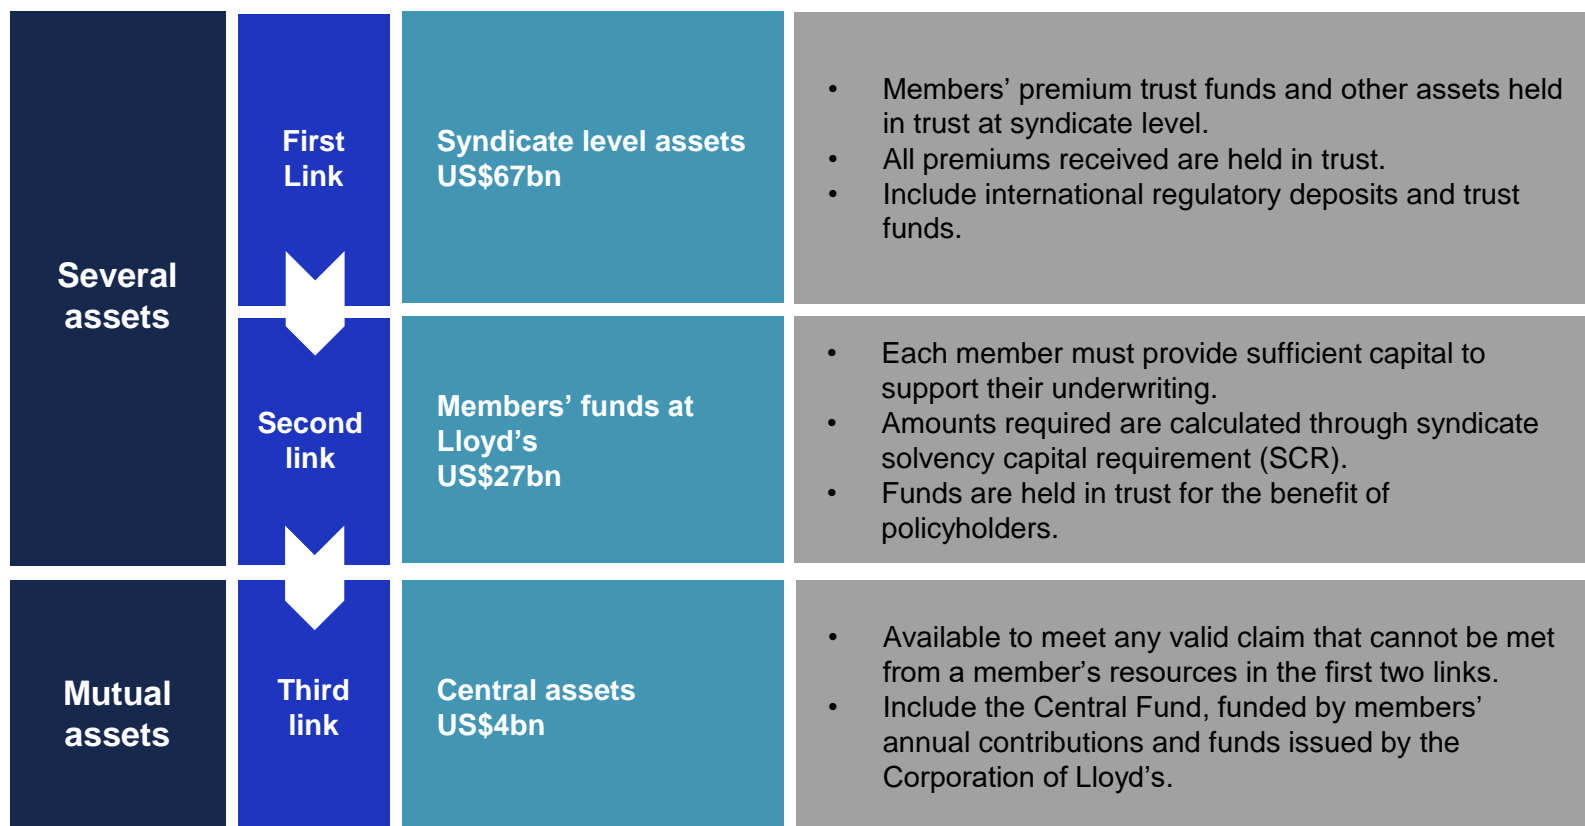 Several
assets
First
Link
Syndicate level assets
US$67bn
• Members’ premium trust funds and other assets held
in trust at syndicate level.
• All premiums received are held in trust.
• Include international regulatory deposits and trust
funds.
Second
link
Members’ funds at
Lloyd’s
US$27bn
• Each member must provide sufficient capital to
support their underwriting.
• Amounts required are calculated through syndicate
solvency capital requirement (SCR).
• Funds are held in trust for the benefit of
policyholders.
Mutual
assets
Third
link
Central assets
US$4bn
• Available to meet any valid claim that cannot be met
from a member’s resources in the first two links.
• Include the Central Fund, funded by members’
annual contributions and funds issued by the
Corporation of Lloyd’s.